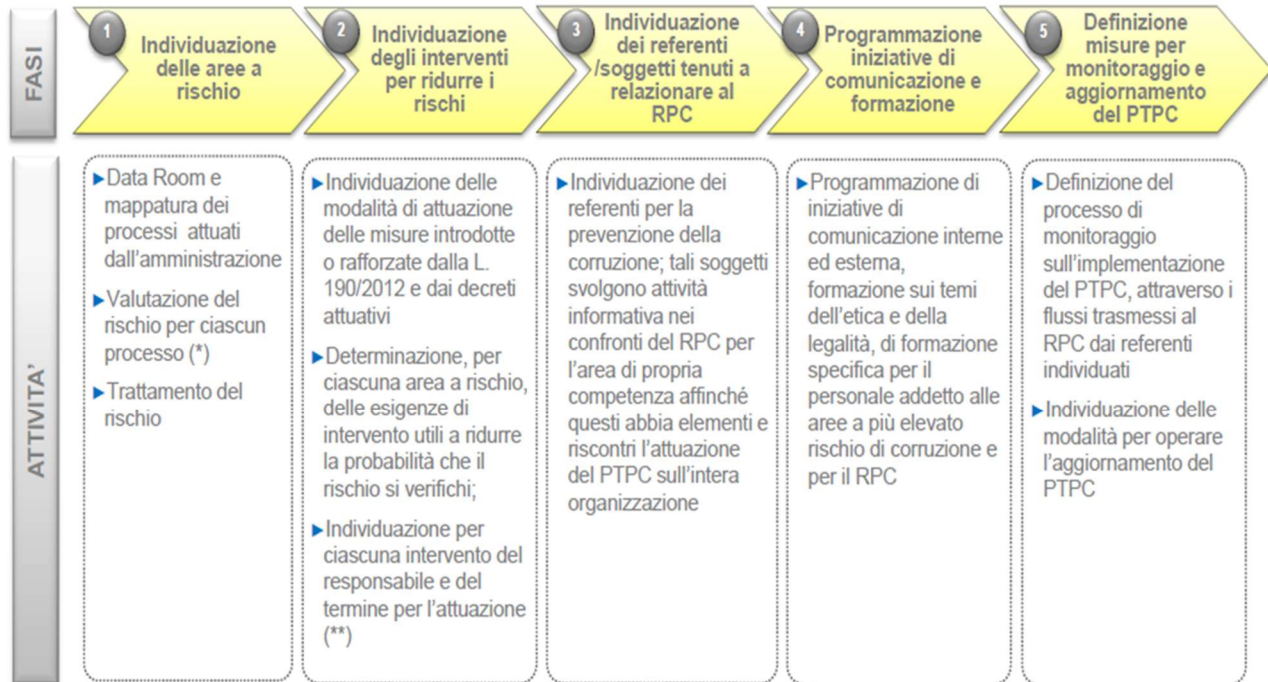 FASI
1
Individuazione
delle aree a
rischio
2
Individuazione
degli interventi
per ridurre i
rischi
3
Individuazione
dei referenti
/soggetti tenuti a
relazionare al
RPC
4
Programmazione
iniziative di
comunicazione e
formazione
5
Definizione
misure per
monitoraggio e
aggiornamento
del PTPC
ATTIVITA'
►Data Room e
mappatura dei
processi attuati
dall'amministrazione
►Valutazione del
rischio per ciascun
processo (*)
►Trattamento del
rischio
►Individuazione delle
modalità di attuazione
delle misure introdotte
o rafforzate dalla L.
190/2012 e dai decreti
attuativi
►Determinazione, per
ciascuna area a rischio,
delle esigenze di
intervento utili a ridurre
la probabilità che il
rischio si verifichi;
►Individuazione per
ciascuna intervento del
responsabile e del
termine per l'attuazione
(**)
►Individuazione dei
referenti per la
prevenzione della
corruzione; tali soggetti
svolgono attività
informativa nei
confronti del RPC per
l'area di propria
competenza affinché
questi abbia elementi e
riscontri l'attuazione
del PTPC sull'intera
organizzazione
►Programmazione di
iniziative di
comunicazione interne
ed esterna,
formazione sui temi
dell'etica e della
legalità, di formazione
specifica per il
personale addetto alle
aree a più elevato
rischio di corruzione e
per il RPC
►Definizione del
processo di
monitoraggio
sull'implementazione
del PTPC, attraverso i
flussi trasmessi al
RPC dai referenti
individuati
►Individuazione delle
modalità per operare
l'aggiornamento del
PTPC